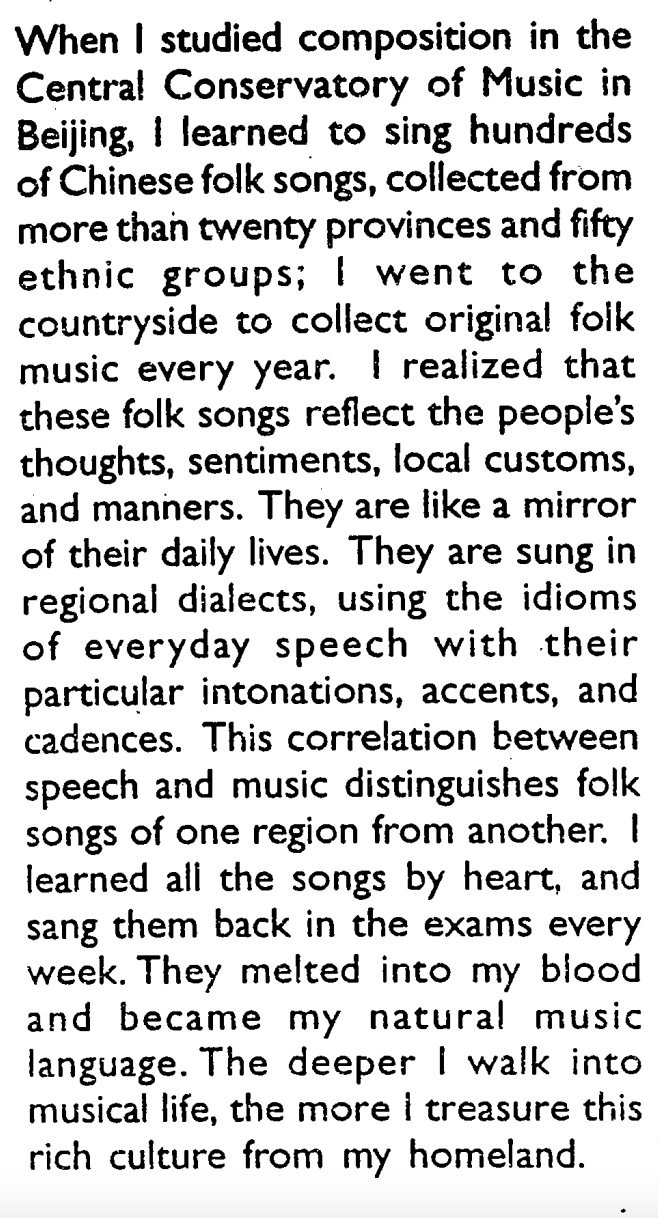 When I studied composition in the
Central Conservatory of Music in
Beijing, I learned to sing hundreds
of Chinese folk songs, collected from
more than twenty provinces and fifty
ethnic groups; I went to the
countryside to collect original folk
music every year. I realized that
these folk songs reflect the people's
thoughts, sentiments, local customs,
and manners. They are like a mirror
of their daily lives. They are sung in
regional dialects, using the idioms
of everyday speech with their
particular intonations, accents, and
cadences. This correlation between
speech and music distinguishes folk
songs of one region from another. I
learned all the songs by heart, and
sang them back in the exams every
week. They melted into my blood
and became my natural music
language. The deeper I walk into
musical life, the more I treasure this
rich culture from my homeland.